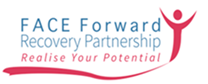 FACE Forward
Recovery Partnership
Realise Your Potential